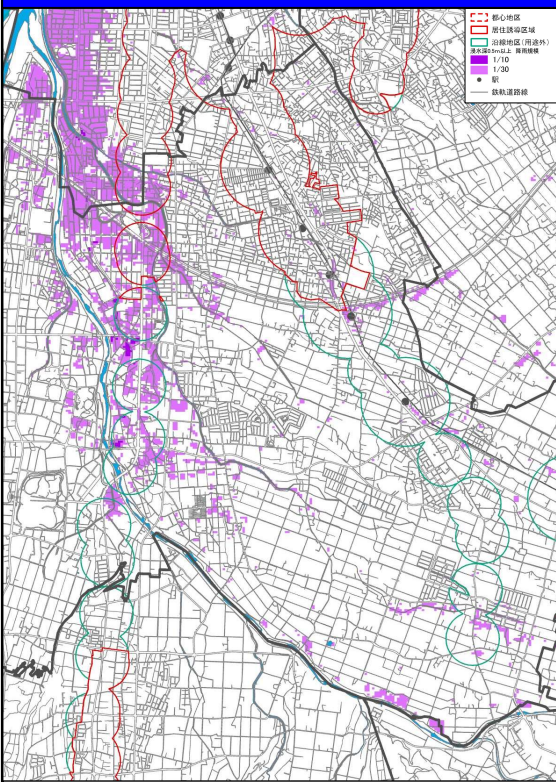 都心地区
居住誘導区域
沿線地区(用途外)
浸水深0.5m以上 降雨規模
1/10
1/30
駅
鉄軌道路線